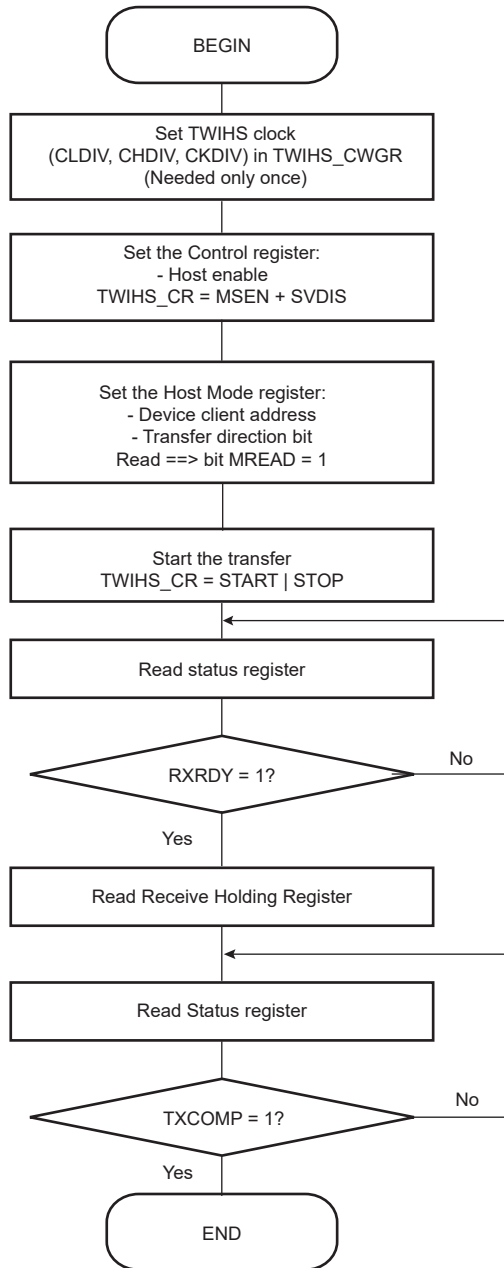 BEGIN
Set TWIHS clock
(CLDIV, CHDIV, CKDIV) in TWIHS_CWGR
(Needed only once)
Set the Control register:
- Host enable
TWIHS_CR = MSEN + SVDIS
Set the Host Mode register:
- Device client address
- Transfer direction bit
Read ==> bit MREAD = 1
Start the transfer
TWIHS_CR = START | STOP
Read status register
RXRDY = 1?
No
Yes
Read Receive Holding Register
Read Status register
TXCOMP = 1?
No
Yes
END